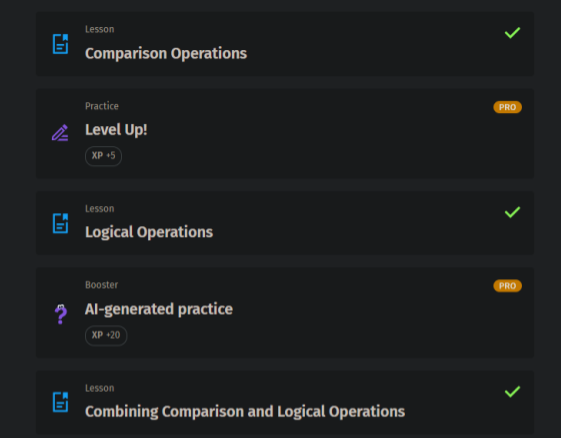 Lesson
Comparison Operations
Practice
PRO
Level Up!
XP +5
Lesson
Logical Operations
Booster
PRO
AI-generated practice
XP +20
Lesson
Combining Comparison and Logical Operations